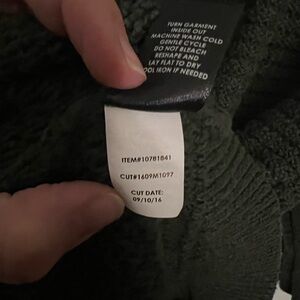 TURN GARMENT
INSIDE OUT
MACHINE WASH COLD
GENTLE CYCLE
DO NOT BLEACH
RESHAPE AND
LAY FLAT TO DRY
OOL IRON IF NEEDED
ITEM#10781841
CUT#1609M1097
CUT DATE:
09/10/16